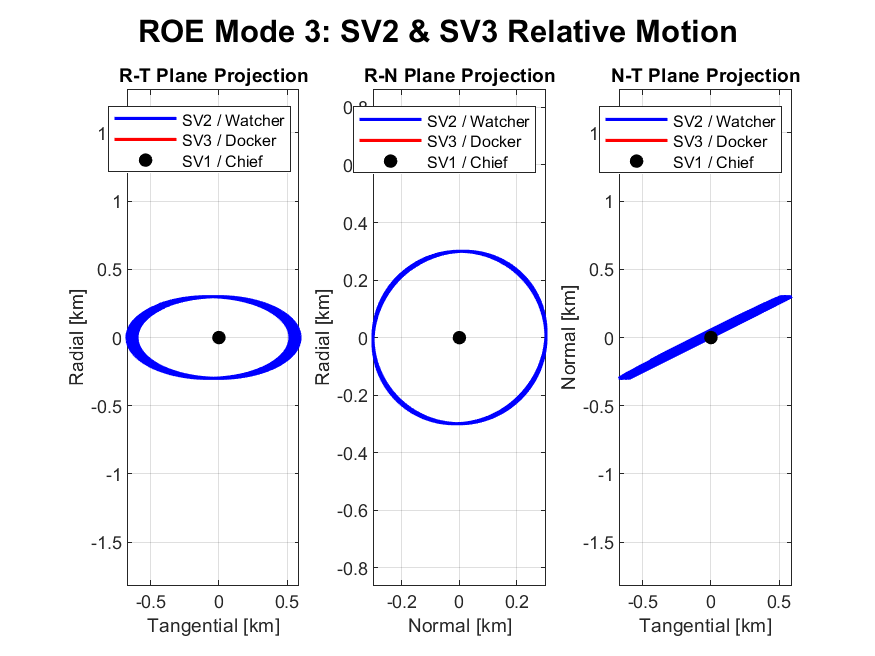 ROE Mode 3: SV2 & SV3 Relative Motion
R-T Plane Projection
SV2 / Watcher
SV3 / Docker
SV1 / Chief
1
1
0.5
0
-0.5
-1
-1.5
-0.5 0 0.5
Radial [km]
Tangential [km]
R-N Plane Projection
SV2 / Watcher
SV3 / Docker
SV1 / Chief
0.4
0.2
0
-0.2
-0.4
-0.6
-0.8
-0.2 0 0.2
Radial [km]
Normal [km]
N-T Plane Projection
SV2 / Watcher
SV3 / Docker
SV1 / Chief
1
1
0.5
0
-0.5
-1
-1.5
-0.5 0 0.5
Normal [km]
Tangential [km]